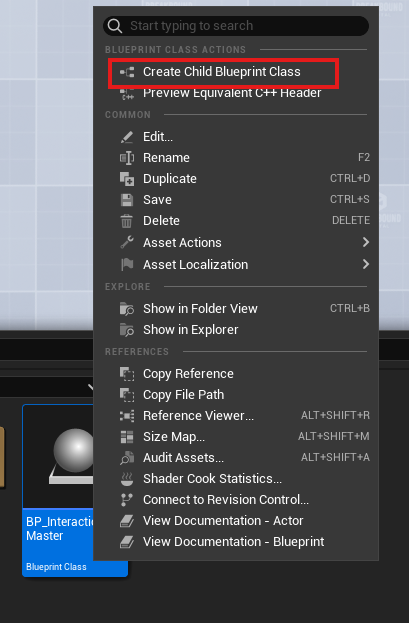 Start typing to search
BLUEPRINT CLASS ACTIONS
Create Child Blueprint Class
Preview Equivalent C++ Header
COMMON
Edit...
Rename F2
Duplicate CTRL+D
Save CTRL+S
Delete DELETE
Asset Actions
Asset Localization
EXPLORE
Show in Folder View CTRL+B
Show in Explorer
REFERENCES
Copy Reference
Copy File Path
Reference Viewer... ALT+SHIFT+R
Size Map... ALT+SHIFT+M
Audit Assets... ALT+SHIFT+A
Shader Cook Statistics...
Connect to Revision Control...
View Documentation - Actor
View Documentation - Blueprint
BP_Interactio
Master
Blueprint Class